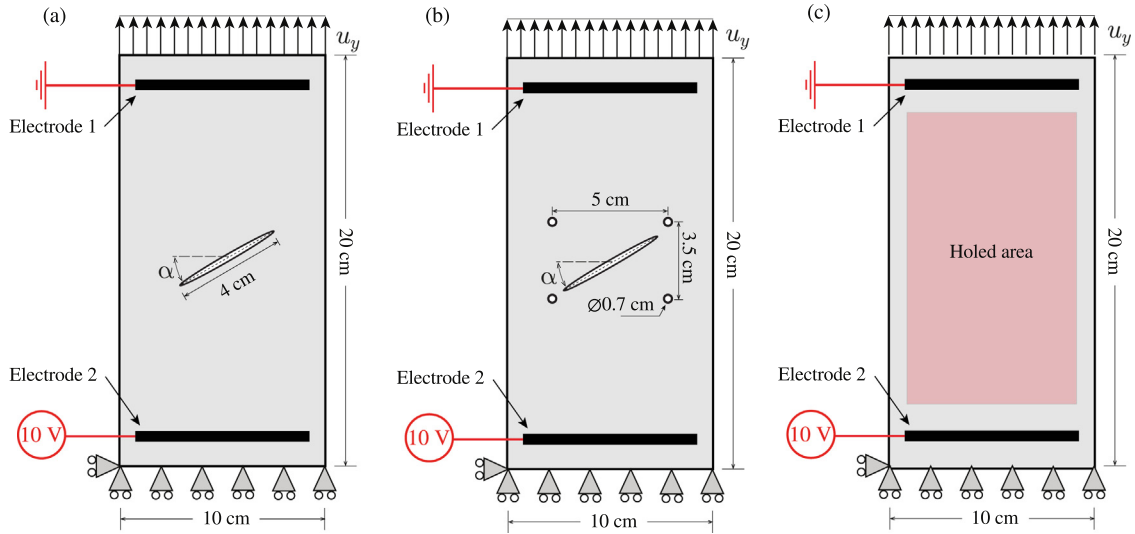 (a)
u_y
Electrode 1
α
4 cm
20 cm
Electrode 2
10 V
10 cm
(b)
u_y
Electrode 1
5 cm
3.5 cm
α
Ø0.7 cm
20 cm
Electrode 2
10 V
10 cm
(c)
u_y
Electrode 1
Holed area
20 cm
Electrode 2
10 V
10 cm